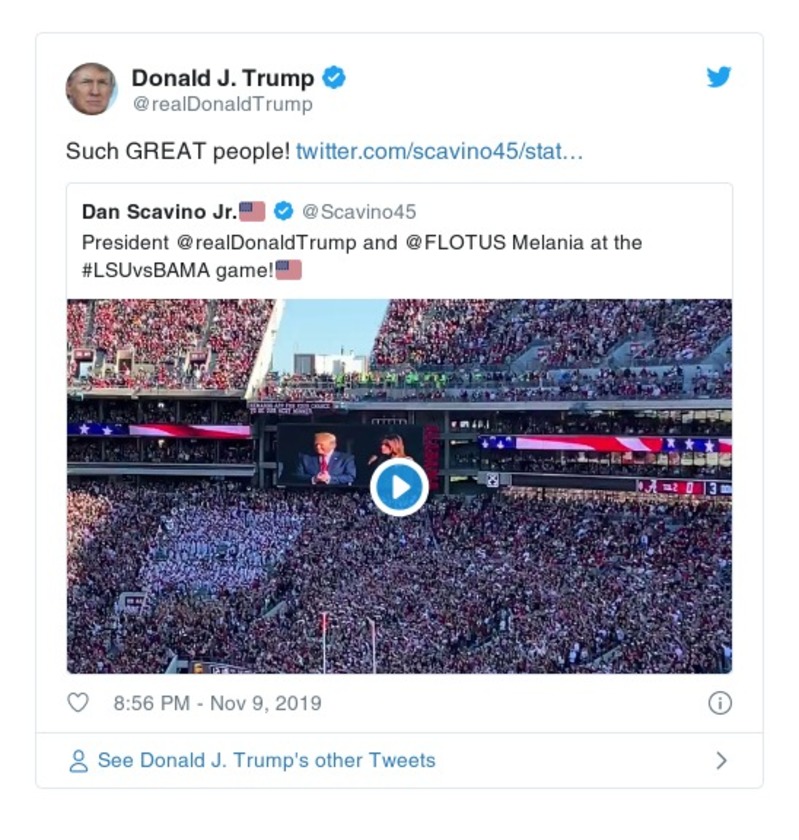 Donald J. Trump
@realDonaldTrump
Such GREAT people! twitter.com/scavino45/stat…
Dan Scavino Jr.🇺🇸 @Scavino45
President @realDonaldTrump and @FLOTUS Melania at the
#LSUvsBAMA game!🇺🇸
8:56 PM - Nov 9, 2019
See Donald J. Trump's other Tweets